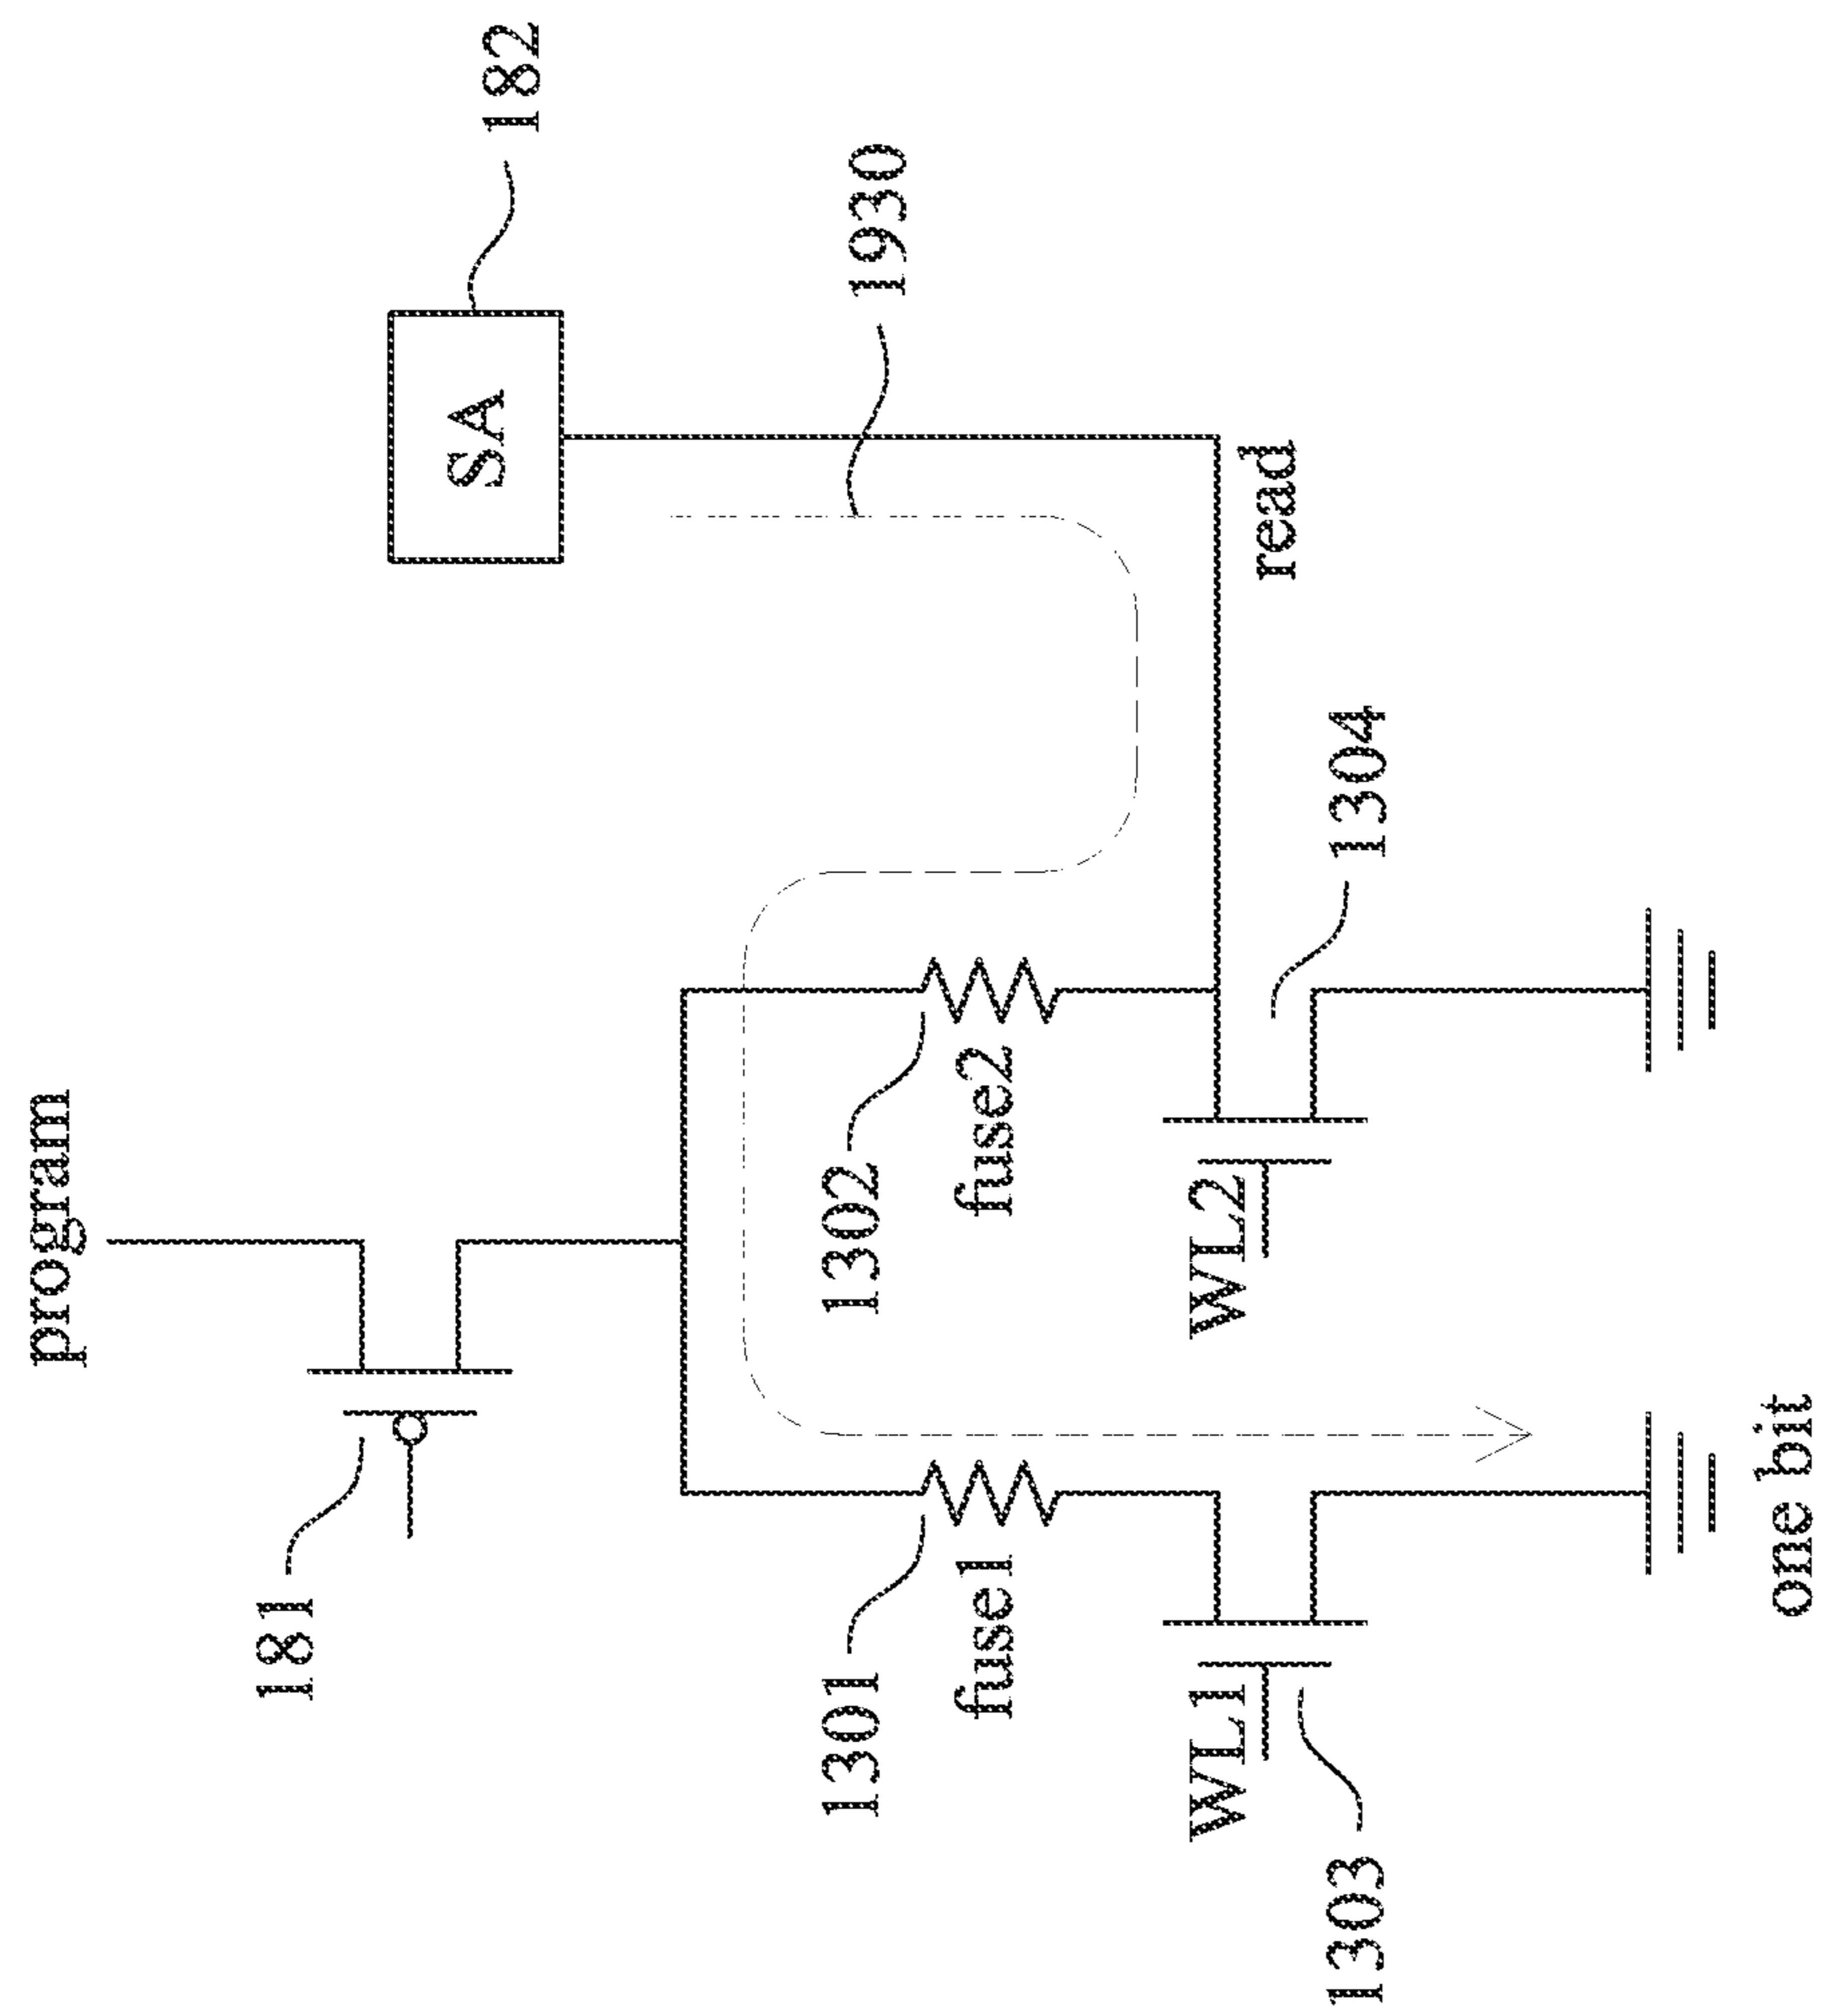 program
181
SA
182
1930
1301
fuse1
1302
fuse2
WL1
1303
WL2
1304
read
one bit